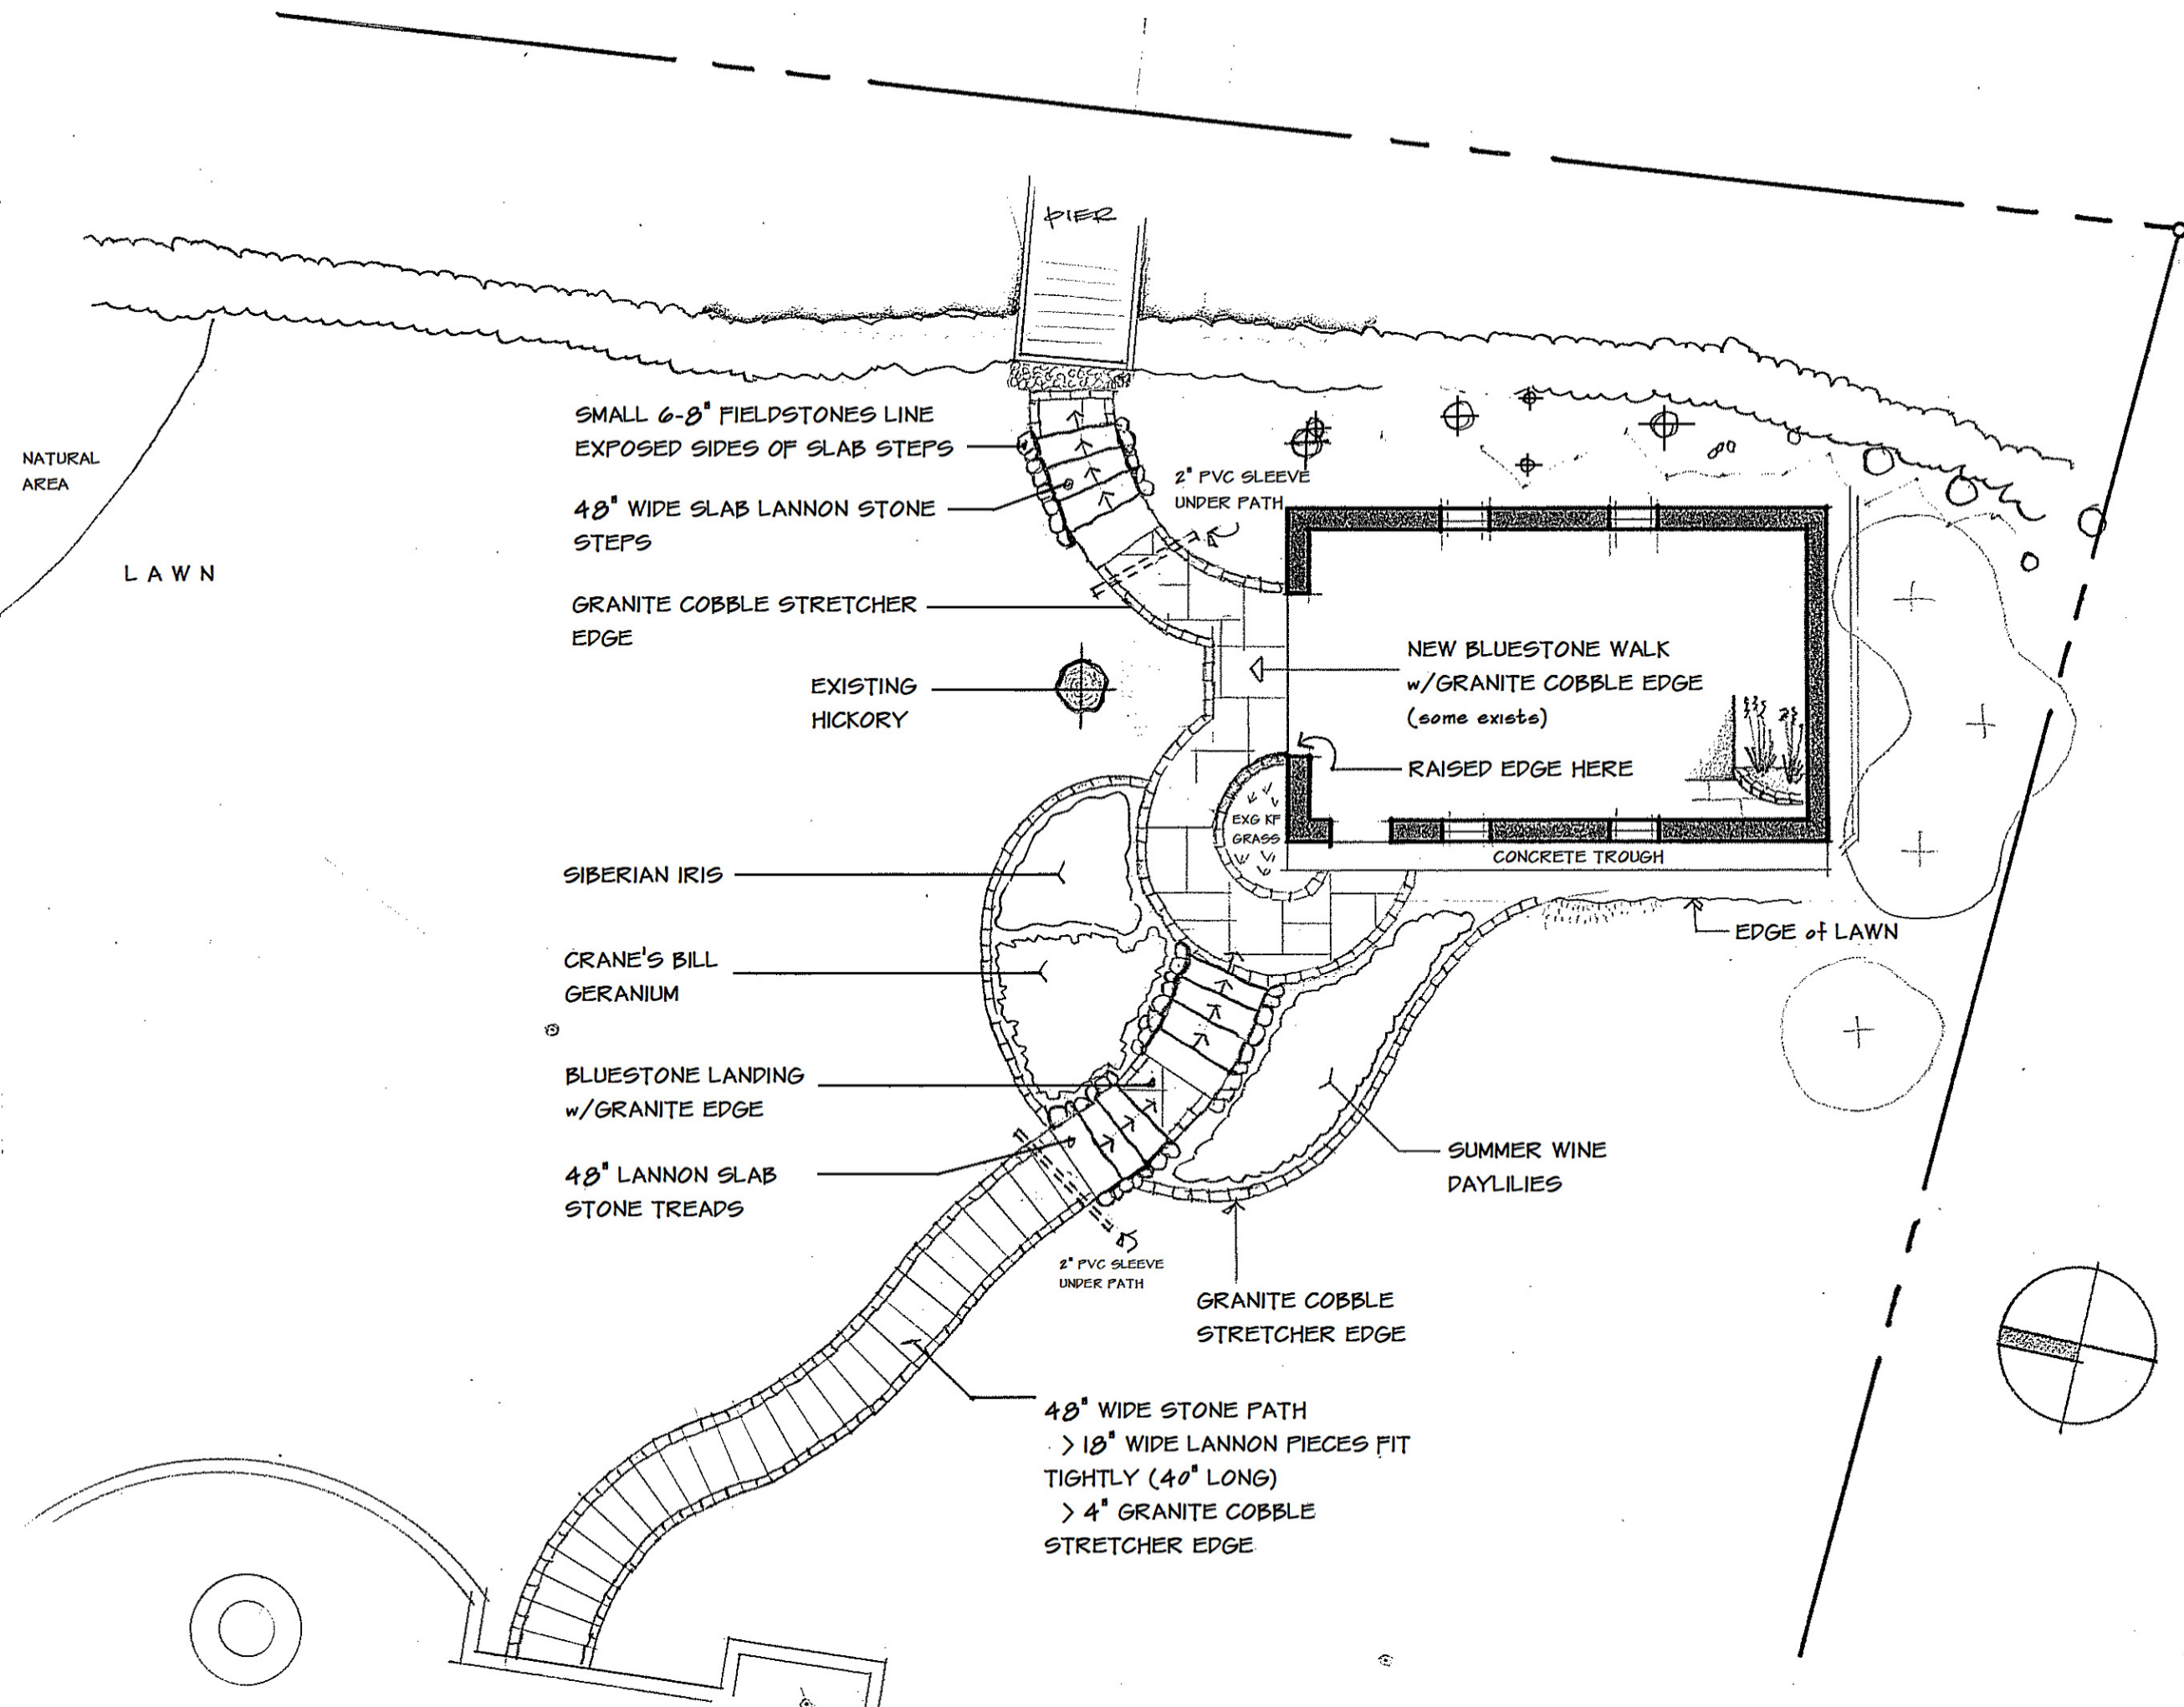 PIER
SMALL 6-8" FIELDSTONES LINE
EXPOSED SIDES OF SLAB STEPS
NATURAL
AREA
2" PVC SLEEVE
UNDER PATH
48" WIDE SLAB LANNON STONE
STEPS
LAWN
GRANITE COBBLE STRETCHER
EDGE
NEW BLUESTONE WALK
w/GRANITE COBBLE EDGE
(some exists)
EXISTING
HICKORY
RAISED EDGE HERE
EXG KF
GRASS
CONCRETE TROUGH
SIBERIAN IRIS
EDGE of LAWN
CRANE'S BILL
GERANIUM
BLUESTONE LANDING
w/GRANITE EDGE
SUMMER WINE
DAYLILIES
48" LANNON SLAB
STONE TREADS
2" PVC SLEEVE
UNDER PATH
GRANITE COBBLE
STRETCHER EDGE
48" WIDE STONE PATH
> 18" WIDE LANNON PIECES FIT
TIGHTLY (40" LONG)
> 4" GRANITE COBBLE
STRETCHER EDGE